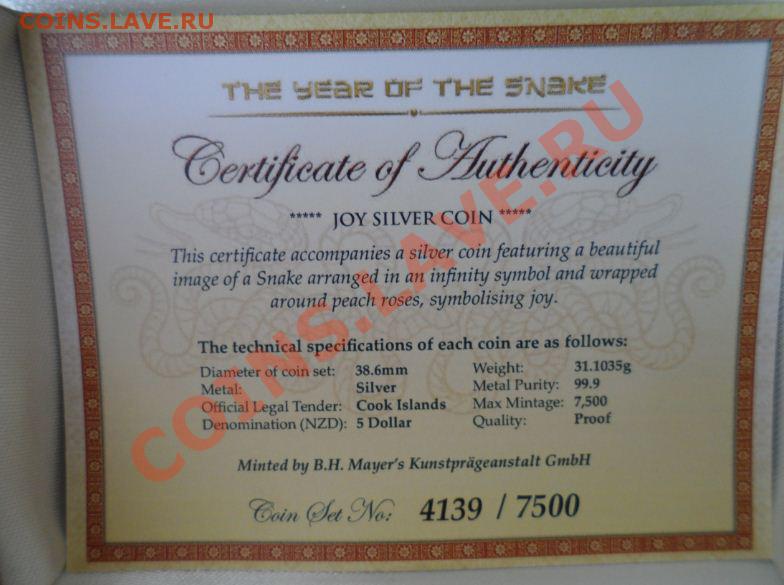 COINS.LAVE.RU
THE YEAR OF THE SNAKE
Certificate of Authenticity
***** JOY SILVER COIN *****
This certificate accompanies a silver coin featuring a beautiful
image of a Snake arranged in an infinity symbol and wrapped
around peach roses, symbolising joy.
The technical specifications of each coin are as follows:
Diameter of coin set: 38.6mm Weight: 31.1035g
Metal: Silver Metal Purity: 99.9
Official Legal Tender: Cook Islands Max Mintage: 7,500
Denomination (NZD): 5 Dollar Quality: Proof
Minted by B.H. Mayer's Kunstprägeanstalt GmbH
Coin Set No: 4139 / 7500
COINS.LAVE.RU